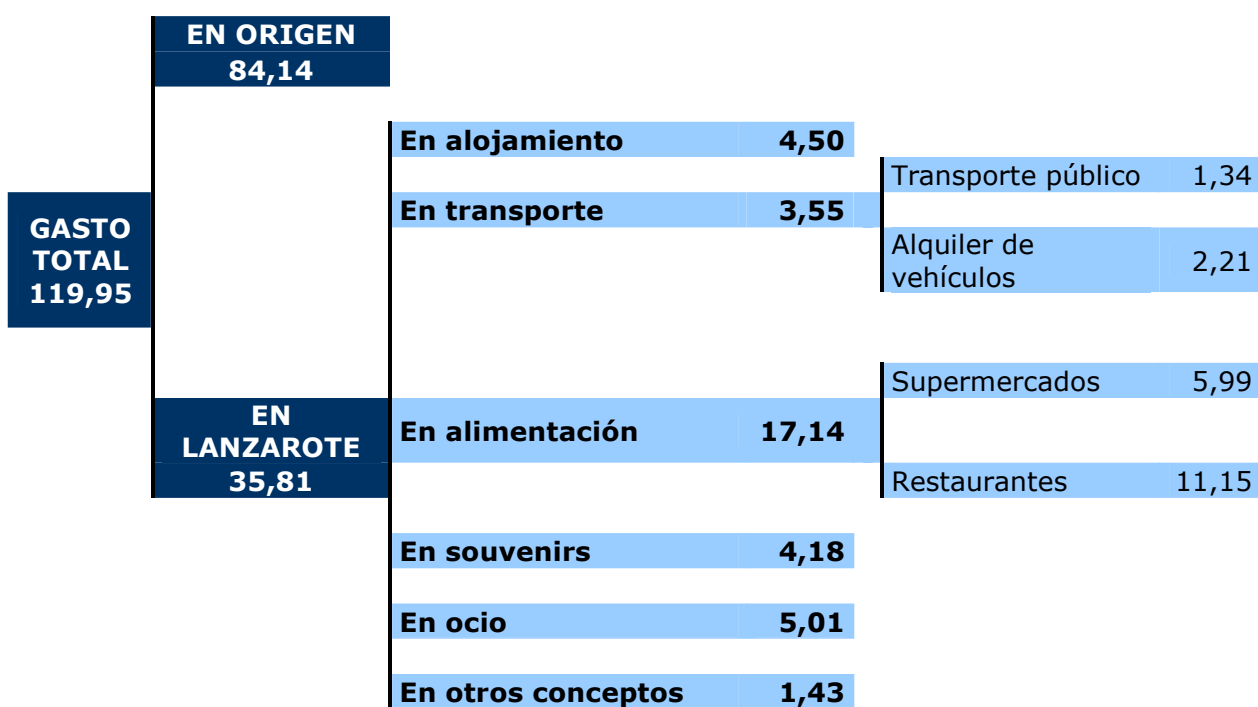 EN ORIGEN
84,14
En alojamiento 4,50
Transporte público 1,34
En transporte 3,55
GASTO
TOTAL
119,95
Alquiler de
vehículos 2,21
Supermercados 5,99
EN
LANZAROTE
35,81
En alimentación 17,14
Restaurantes 11,15
En souvenirs 4,18
En ocio 5,01
En otros conceptos 1,43